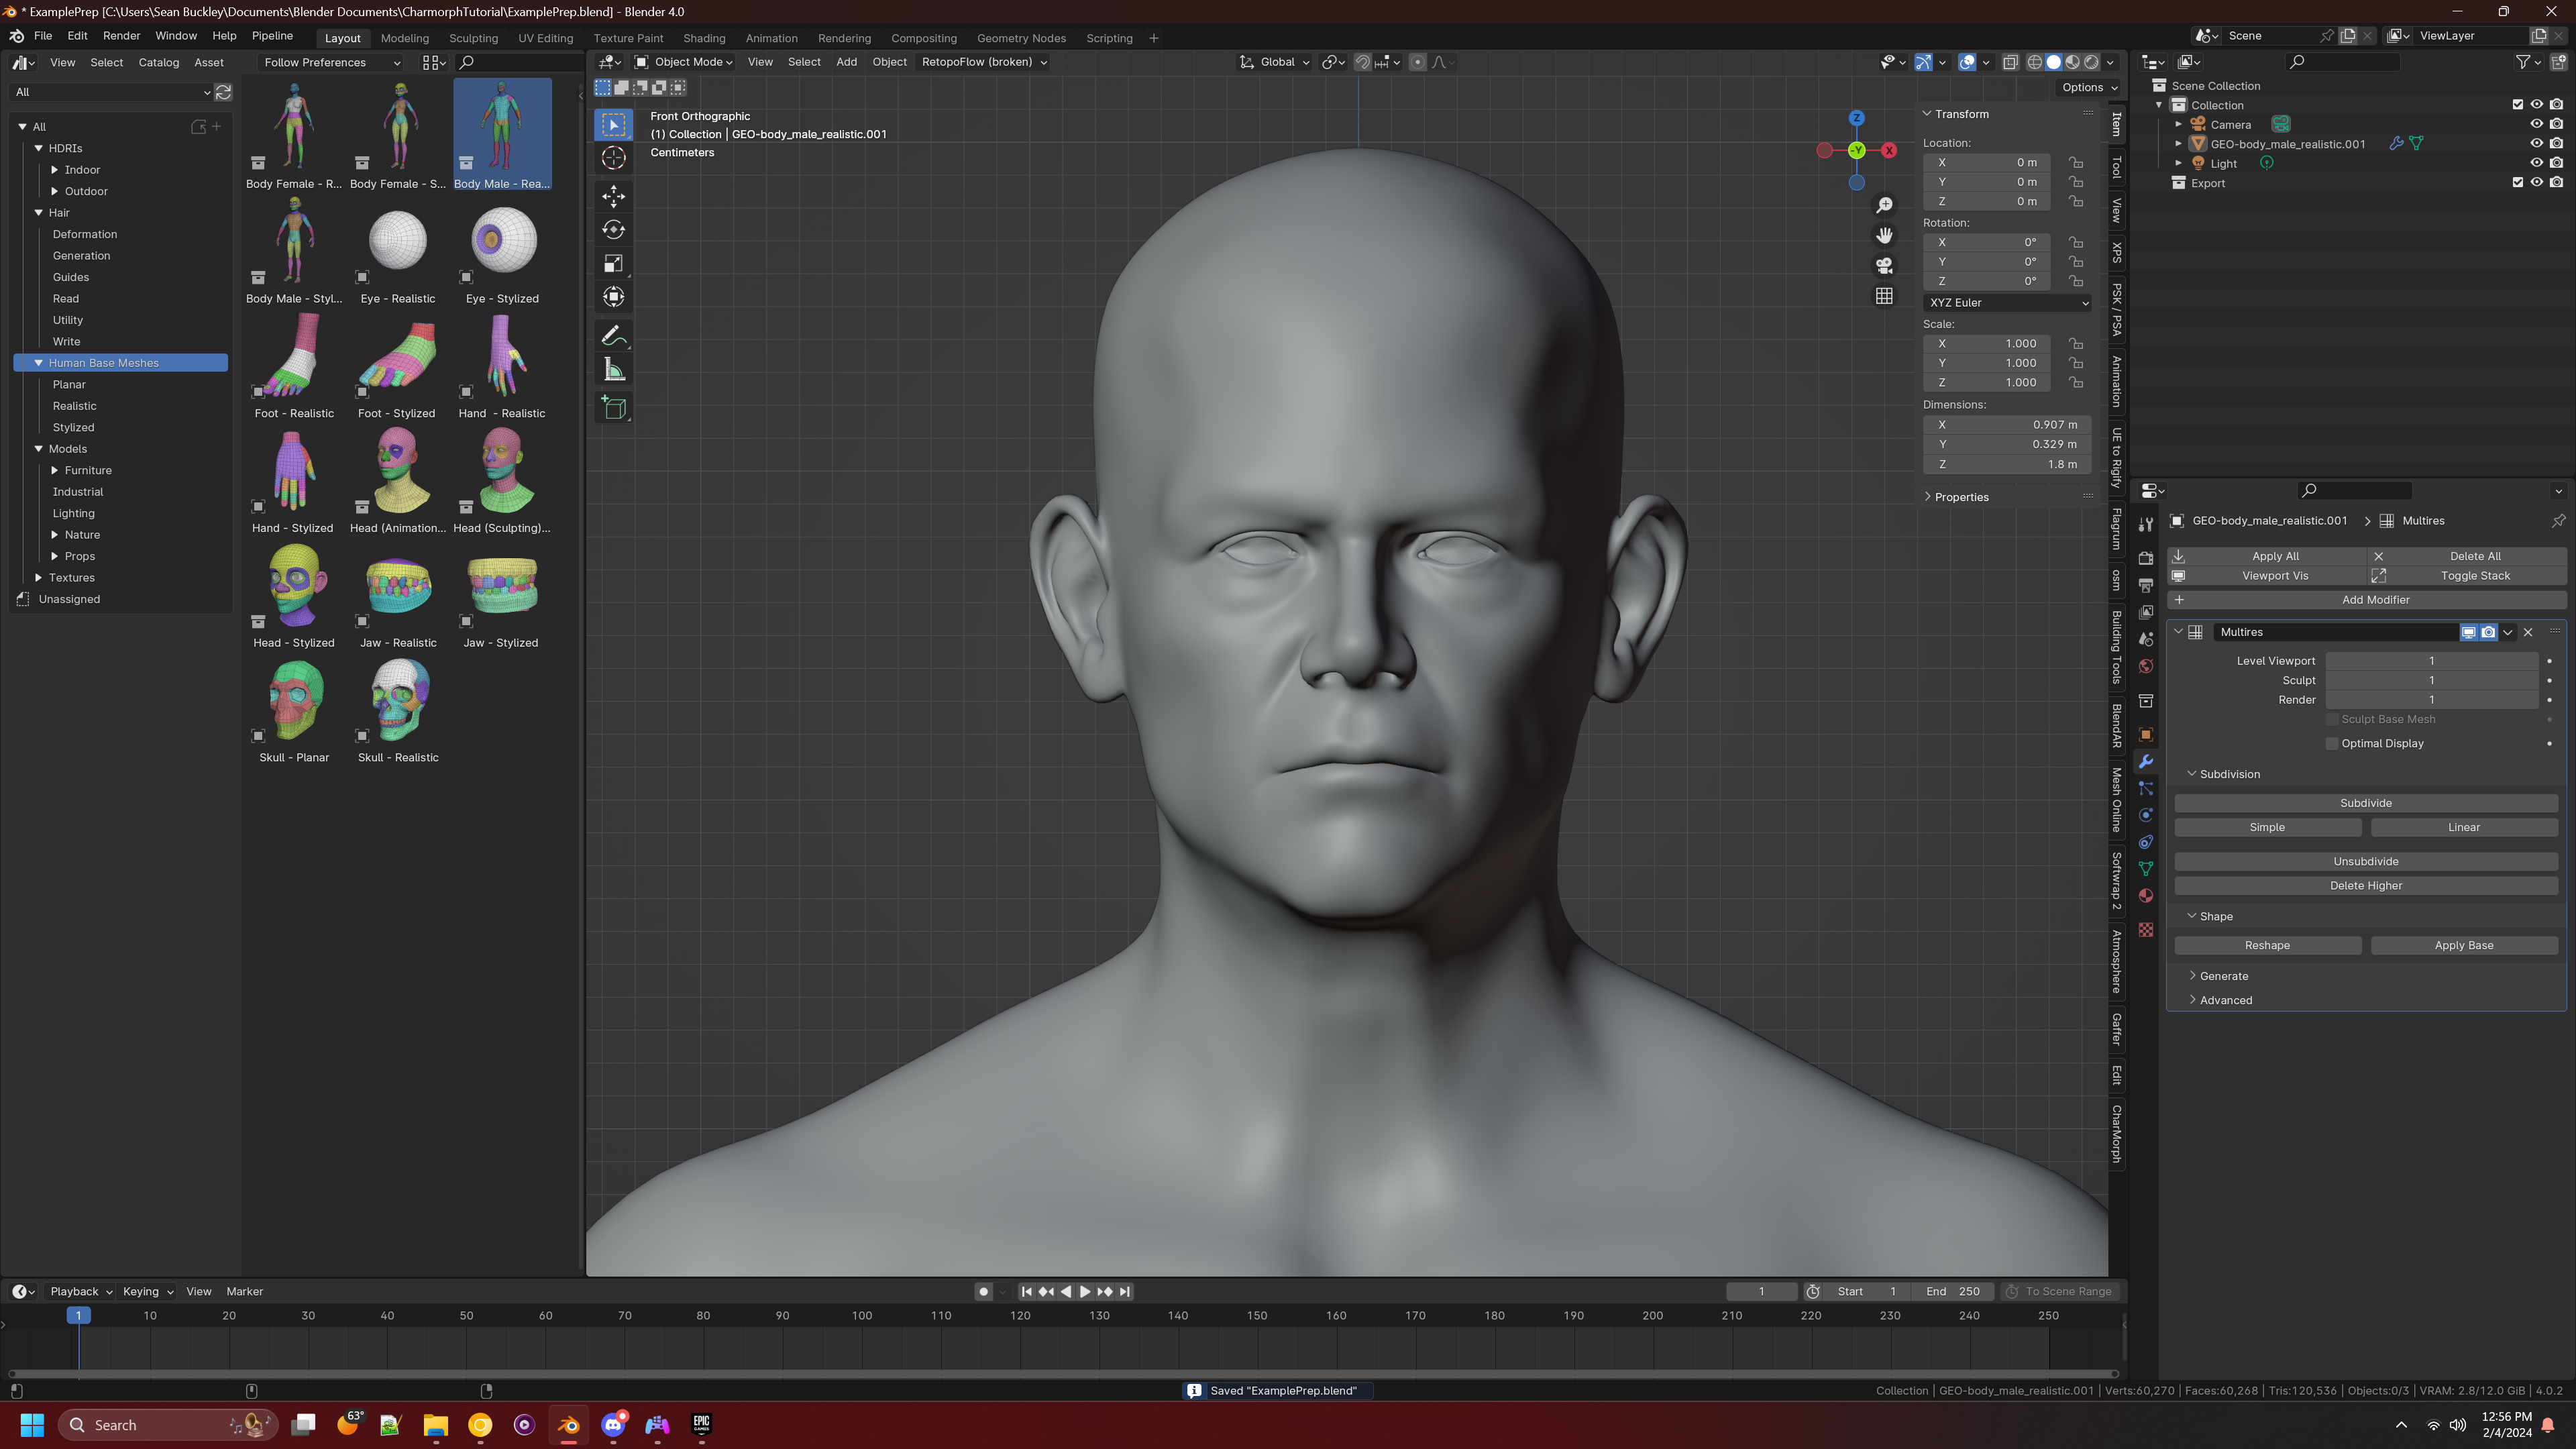 * ExamplePrep [C:\Users\Sean Buckley\Documents\Blender Documents\CharmorphTutorial\ExamplePrep.blend] - Blender 4.0
File Edit Render Window Help Pipeline
Layout Modeling Sculpting UV Editing Texture Paint Shading Animation Rendering Compositing Geometry Nodes Scripting +
Scene ViewLayer
View Select Catalog Asset Follow Preferences
Object Mode View Select Add Object RetopoFlow (broken)
Global
Options
All
All
HDRIs
Indoor
Outdoor
Hair
Deformation
Generation
Guides
Read
Utility
Write
Human Base Meshes
Planar
Realistic
Stylized
Models
Furniture
Industrial
Lighting
Nature
Props
Textures
Unassigned
Body Female - R... Body Female - S... Body Male - Rea...
Body Male - Styl... Eye - Realistic Eye - Stylized
Foot - Realistic Foot - Stylized Hand - Realistic
Hand - Stylized Head (Animation... Head (Sculpting)...
Head - Stylized Jaw - Realistic Jaw - Stylized
Skull - Planar Skull - Realistic
Front Orthographic
(1) Collection | GEO-body_male_realistic.001
Centimeters
Z
-Y X
Transform
Location:
X 0 m
Y 0 m
Z 0 m
Rotation:
X 0°
Y 0°
Z 0°
XYZ Euler
Scale:
X 1.000
Y 1.000
Z 1.000
Dimensions:
X 0.907 m
Y 0.329 m
Z 1.8 m
Properties
Item
Tool
View
XPS
PSK / PSA
Animation
UE to Rigify
Flagrum
osm
Building Tools
BlendAR
Mesh Online
Softwrap 2
Atmosphere
Gaffer
Edit
CharMorph
Scene Collection
Collection
Camera
GEO-body_male_realistic.001
Light
Export
GEO-body_male_realistic.001 > Multires
Apply All Delete All
Viewport Vis Toggle Stack
Add Modifier
Multires
Level Viewport 1
Sculpt 1
Render 1
Sculpt Base Mesh
Optimal Display
Subdivision
Subdivide
Simple Linear
Unsubdivide
Delete Higher
Shape
Reshape Apply Base
Generate
Advanced
Playback Keying View Marker
1 Start 1 End 250 To Scene Range
1 10 20 30 40 50 60 70 80 90 100 110 120 130 140 150 160 170 180 190 200 210 220 230 240 250
Saved "ExamplePrep.blend"
Collection | GEO-body_male_realistic.001 | Verts:60,270 | Faces:60,268 | Tris:120,536 | Objects:0/3 | VRAM: 2.8/12.0 GiB | 4.0.2
Search
63°
EPIC GAMES
12:56 PM
2/4/2024